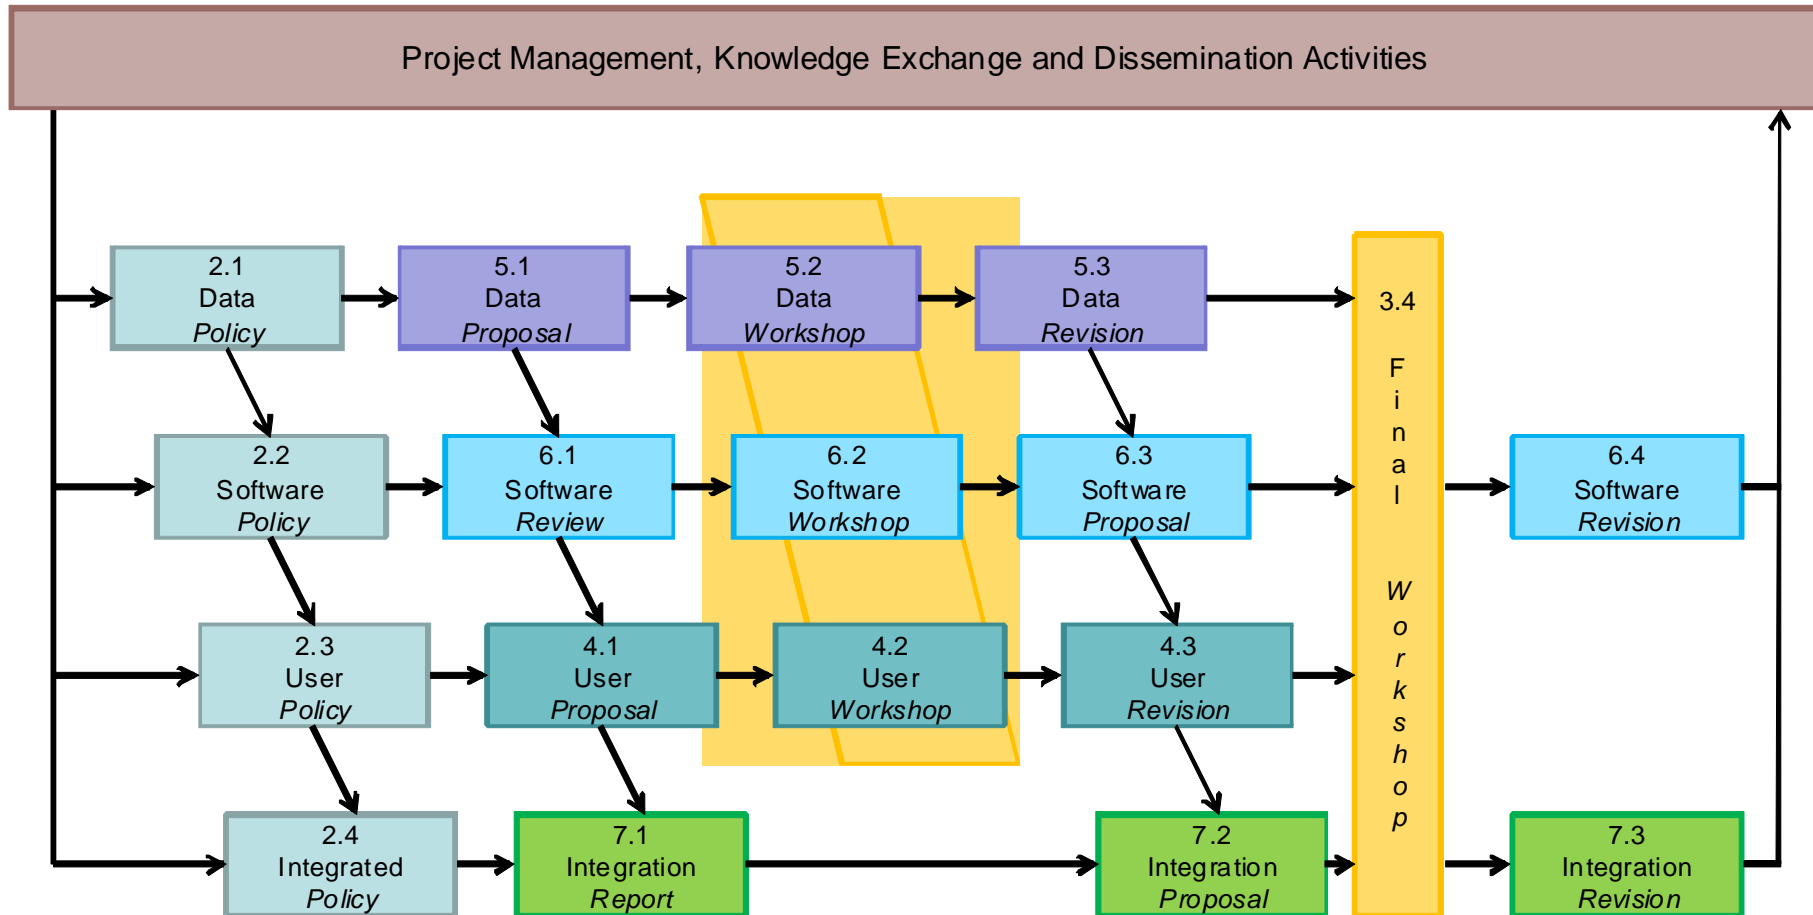 Project Management, Knowledge Exchange and Dissemination Activities
2.1
Data
Policy
5.1
Data
Proposal
5.2
Data
Workshop
5.3
Data
Revision
3.4
F
i
n
a
l
W
o
r
k
s
h
o
p
2.2
Software
Policy
6.1
Software
Review
6.2
Software
Workshop
6.3
Software
Proposal
6.4
Software
Revision
2.3
User
Policy
4.1
User
Proposal
4.2
User
Workshop
4.3
User
Revision
2.4
Integrated
Policy
7.1
Integration
Report
7.2
Integration
Proposal
7.3
Integration
Revision